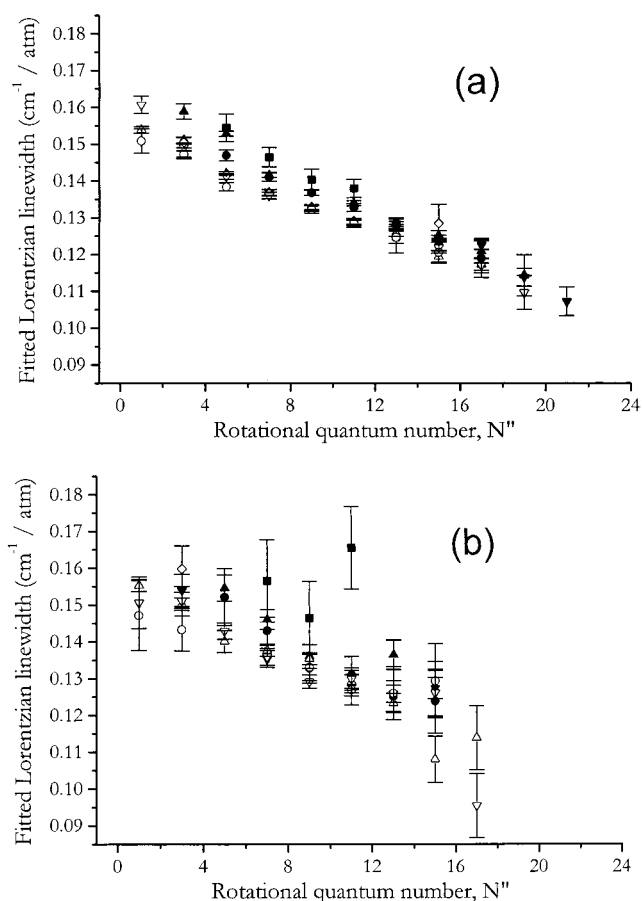 0.18
0.17
0.16
0.15
0.14
0.13
0.12
0.11
0.10
0.09
Fitted Lorentzian linewidth (cm⁻¹ / atm)
(a)
0 4 8 12 16 20 24
Rotational quantum number, N"
0.18
0.17
0.16
0.15
0.14
0.13
0.12
0.11
0.10
0.09
Fitted Lorentzian linewidth (cm⁻¹ / atm)
(b)
0 4 8 12 16 20 24
Rotational quantum number, N"